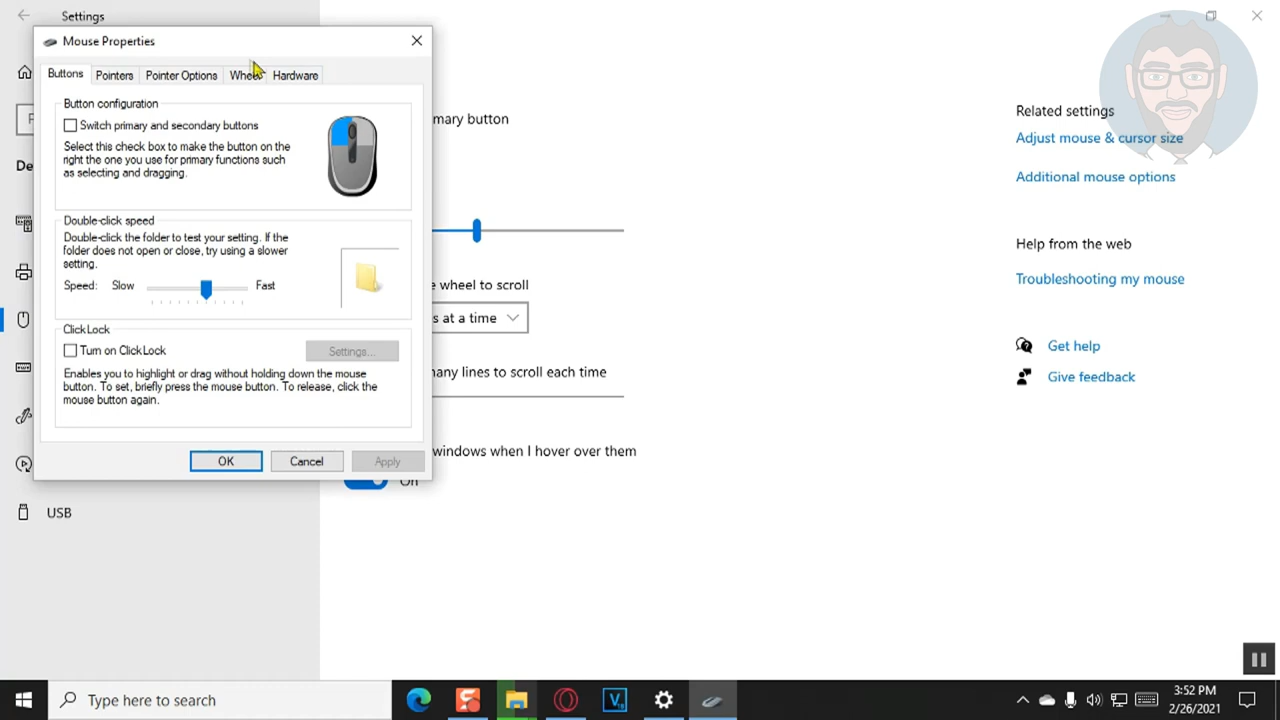 Settings
Mouse Properties
Buttons
Pointers
Pointer Options
Hardware
Button configuration
Switch primary and secondary buttons
Select this check box to make the button on the
right the one you use for primary functions such
as selecting and dragging.
Double-click speed
Double-click the folder to test your setting. If the
folder does not open or close, try using a slower
setting.
Speed:
Slow
Fast
ClickLock
Turn on ClickLock
Settings...
Enables you to highlight or drag without holding down the mouse
button. To set, briefly press the mouse button. To release, click the
mouse button again.
OK
Cancel
Apply
De
mary button
e wheel to scroll
s at a time
any lines to scroll each time
windows when I hover over them
On
USB
Related settings
Adjust mouse & cursor size
Additional mouse options
Help from the web
Troubleshooting my mouse
Get help
Give feedback
Type here to search
3:52 PM
2/26/2021